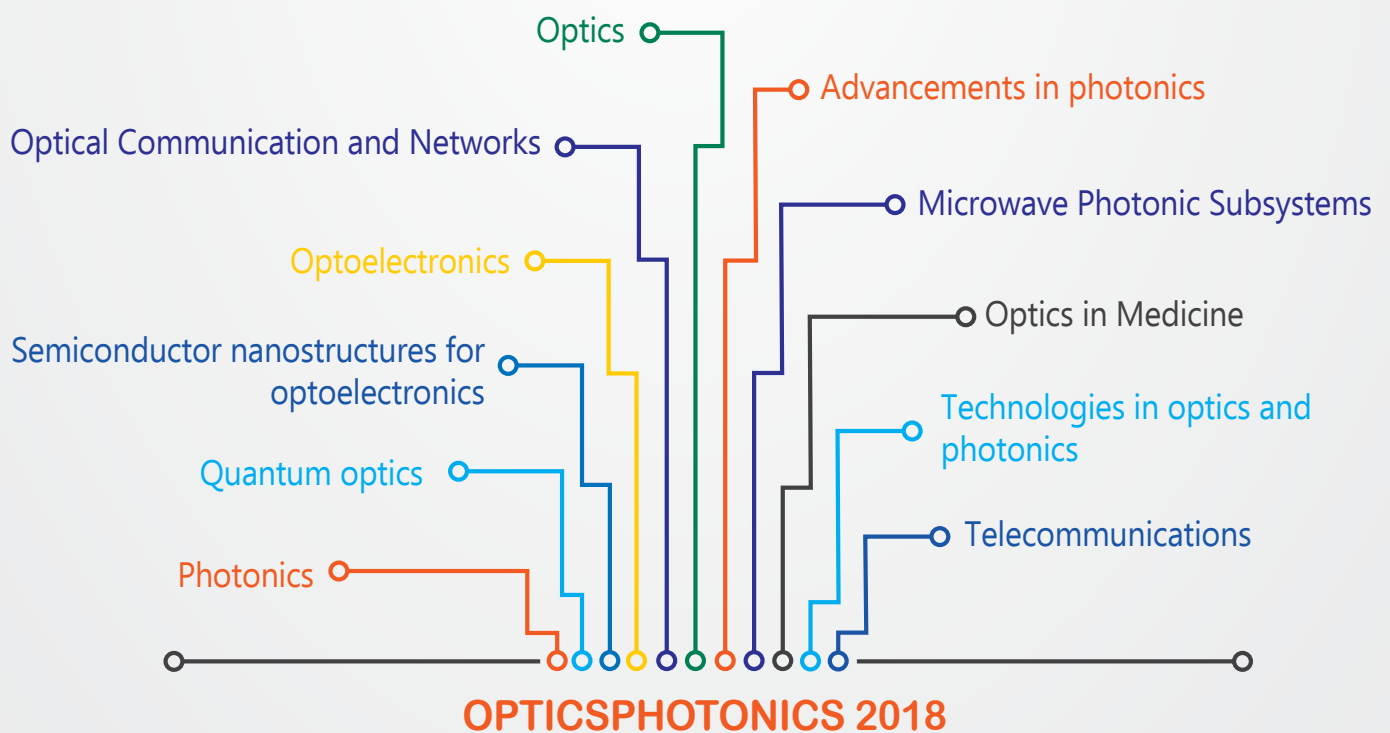 Optics
Advancements in photonics
Optical Communication and Networks
Microwave Photonic Subsystems
Optoelectronics
Optics in Medicine
Semiconductor nanostructures for
optoelectronics
Technologies in optics and
photonics
Quantum optics
Telecommunications
Photonics
OPTICSPHOTONICS 2018